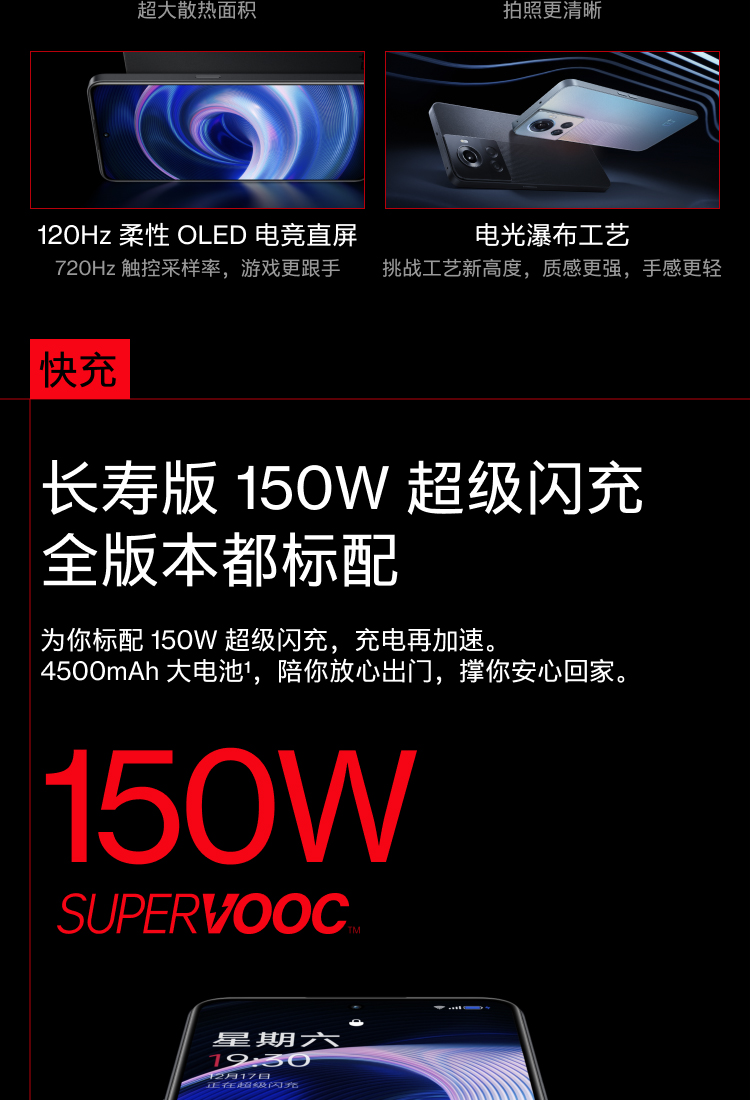 超大散热面积
拍照更清晰
120Hz 柔性 OLED 电竞直屏
720Hz 触控采样率，游戏更跟手
电光瀑布工艺
挑战工艺新高度，质感更强，手感更轻
快充
长寿版 150W 超级闪充
全版本都标配
为你标配 150W 超级闪充，充电再加速。
4500mAh 大电池¹，陪你放心出门，撑你安心回家。
150W
SUPERVOOC™
星期六
19:30
12月17日
正在超级闪充